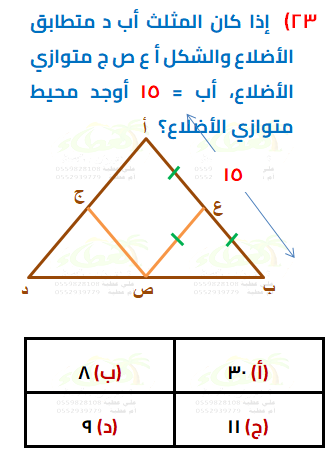 ٢٣) إذا كان المثلث أب د متطابق
الأضلاع والشكل أ ع ص ج متوازي
الأضلاع، أب = ١٥ أوجد محيط
متوازي الأضلاع؟
أ
١٥
ج
ع
د
ص
ب
(أ) ٣٠
(ب) ٨
(ج) ١١
(د) ٩